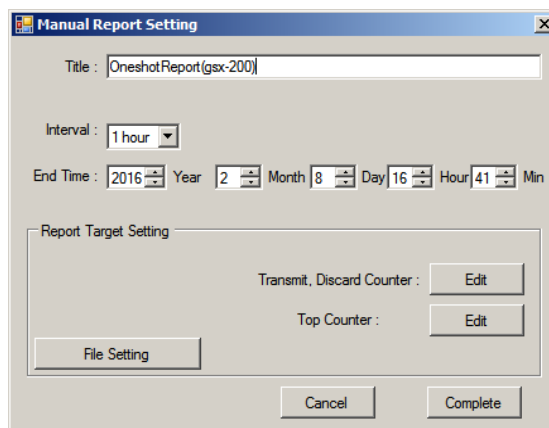 Manual Report Setting
Title : OneshotReport(gsx-200)
Interval : 1 hour
End Time : 2016 Year 2 Month 8 Day 16 Hour 41 Min
Report Target Setting
Transmit, Discard Counter : Edit
Top Counter : Edit
File Setting
Cancel Complete